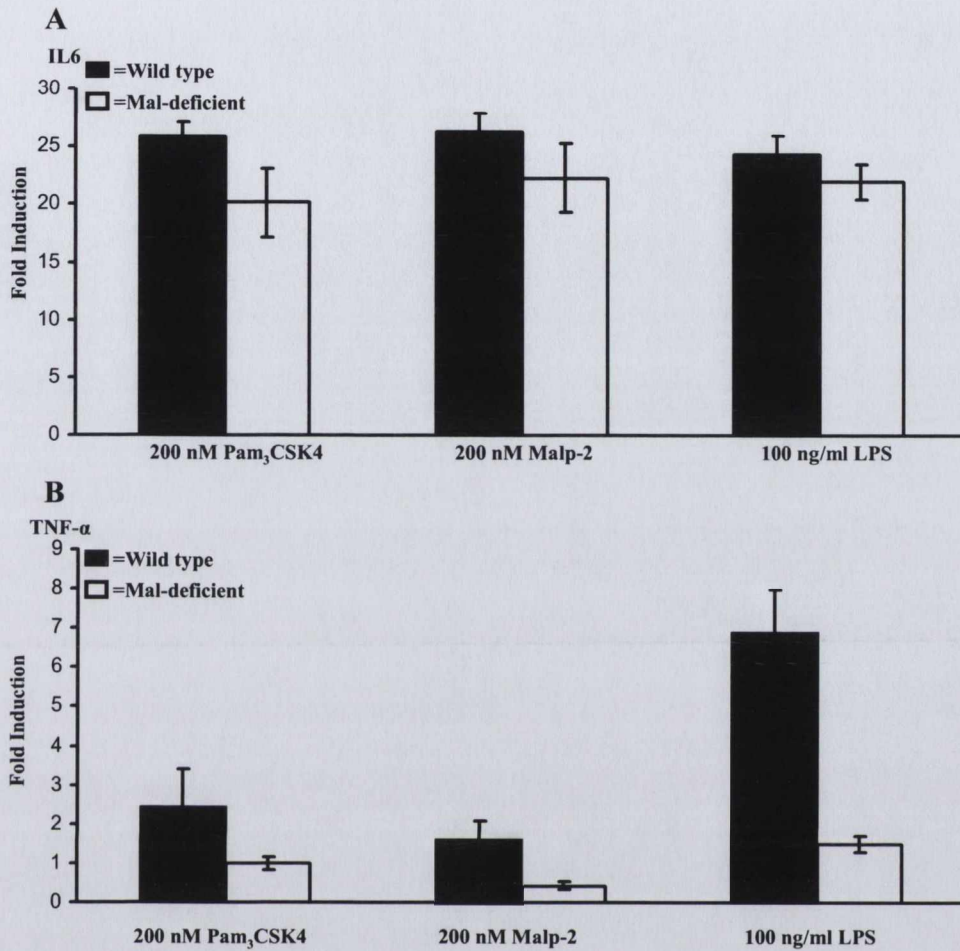 A
IL6
=Wild type
=Mal-deficient
30
25
20
15
10
5
0
Fold Induction
200 nM Pam₃CSK4
200 nM Malp-2
100 ng/ml LPS
B
TNF-α
=Wild type
=Mal-deficient
9
8
7
6
5
4
3
2
1
0
Fold Induction
200 nM Pam₃CSK4
200 nM Malp-2
100 ng/ml LPS